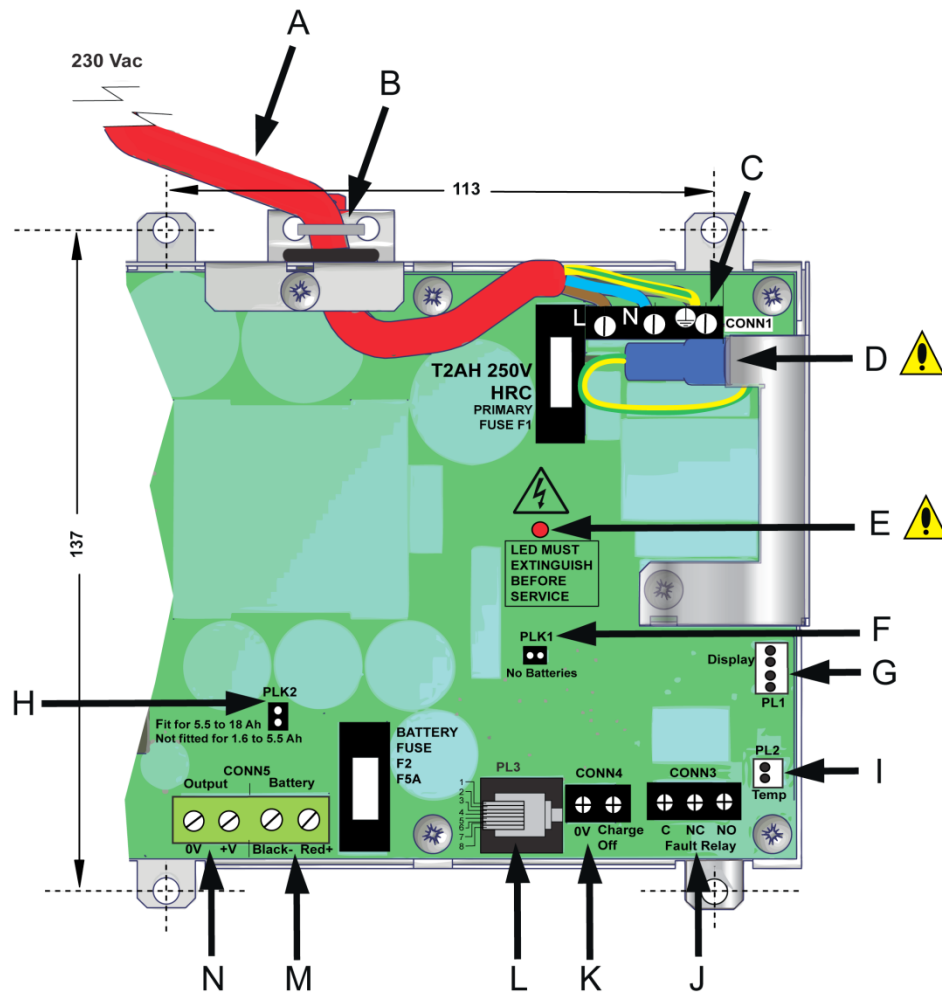 A
230 Vac
B
C
113
L
N
CONN1
D
T2AH 250V
HRC
PRIMARY
FUSE F1
137
E
LED MUST
EXTINGUISH
BEFORE
SERVICE
F
PLK1
No Batteries
Display
G
PL1
H
PLK2
Fit for 5.5 to 18 Ah
Not fitted for 1.6 to 5.5 Ah
BATTERY
FUSE
F2
F5A
PL2
I
Temp
CONN5
Output
Battery
0V
+V
Black-
Red+
PL3
1
2
3
4
5
6
7
8
CONN4
0V
Charge
Off
CONN3
C
NC
NO
Fault Relay
N
M
L
K
J